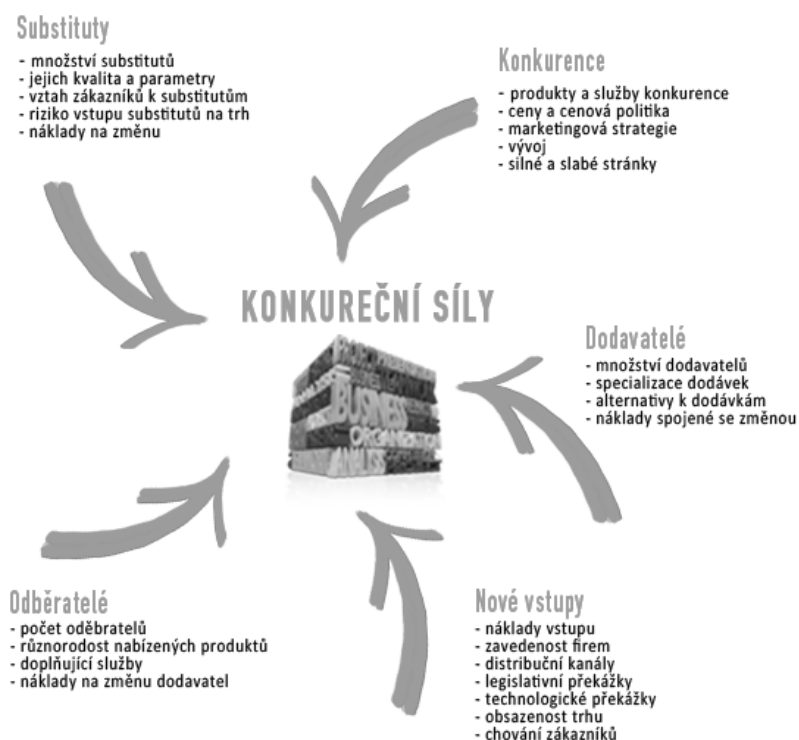 Substituty
- množství substitutů
- jejich kvalita a parametry
- vztah zákazníků k substitutům
- riziko vstupu substitutů na trh
- náklady na změnu
Konkurence
- produkty a služby konkurence
- ceny a cenová politika
- marketingová strategie
- vývoj
- silné a slabé stránky
KONKUREČNÍ SÍLY
BUSINESS
ORGANIZATION
Dodavatelé
- množství dodavatelů
- specializace dodávek
- alternativy k dodávkám
- náklady spojené se změnou
Odběratelé
- počet oděbratelů
- různorodost nabízených produktů
- doplňující služby
- náklady na změnu dodavatel
Nové vstupy
- náklady vstupu
- zavedenost firem
- distribuční kanály
- legislativní překážky
- technologické překážky
- obsazenost trhu
- chování zákazníků